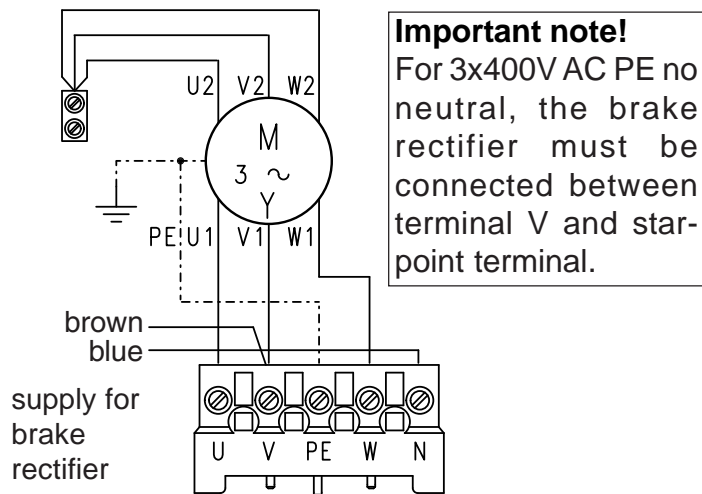 Important note!
For 3x400V AC PE no
neutral, the brake
rectifier must be
connected between
terminal V and star-
point terminal.
U2 V2 W2
M
3 ~
Y
PE U1 V1 W1
brown
blue
supply for
brake
rectifier
U V PE W N